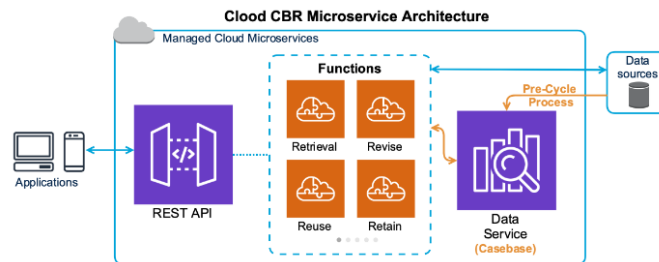 Clood CBR Microservice Architecture
Managed Cloud Microservices
Functions
Data
sources
Pre-Cycle
Process
Retrieval
Revise
Applications
REST API
Reuse
Retain
Data
Service
(Casebase)